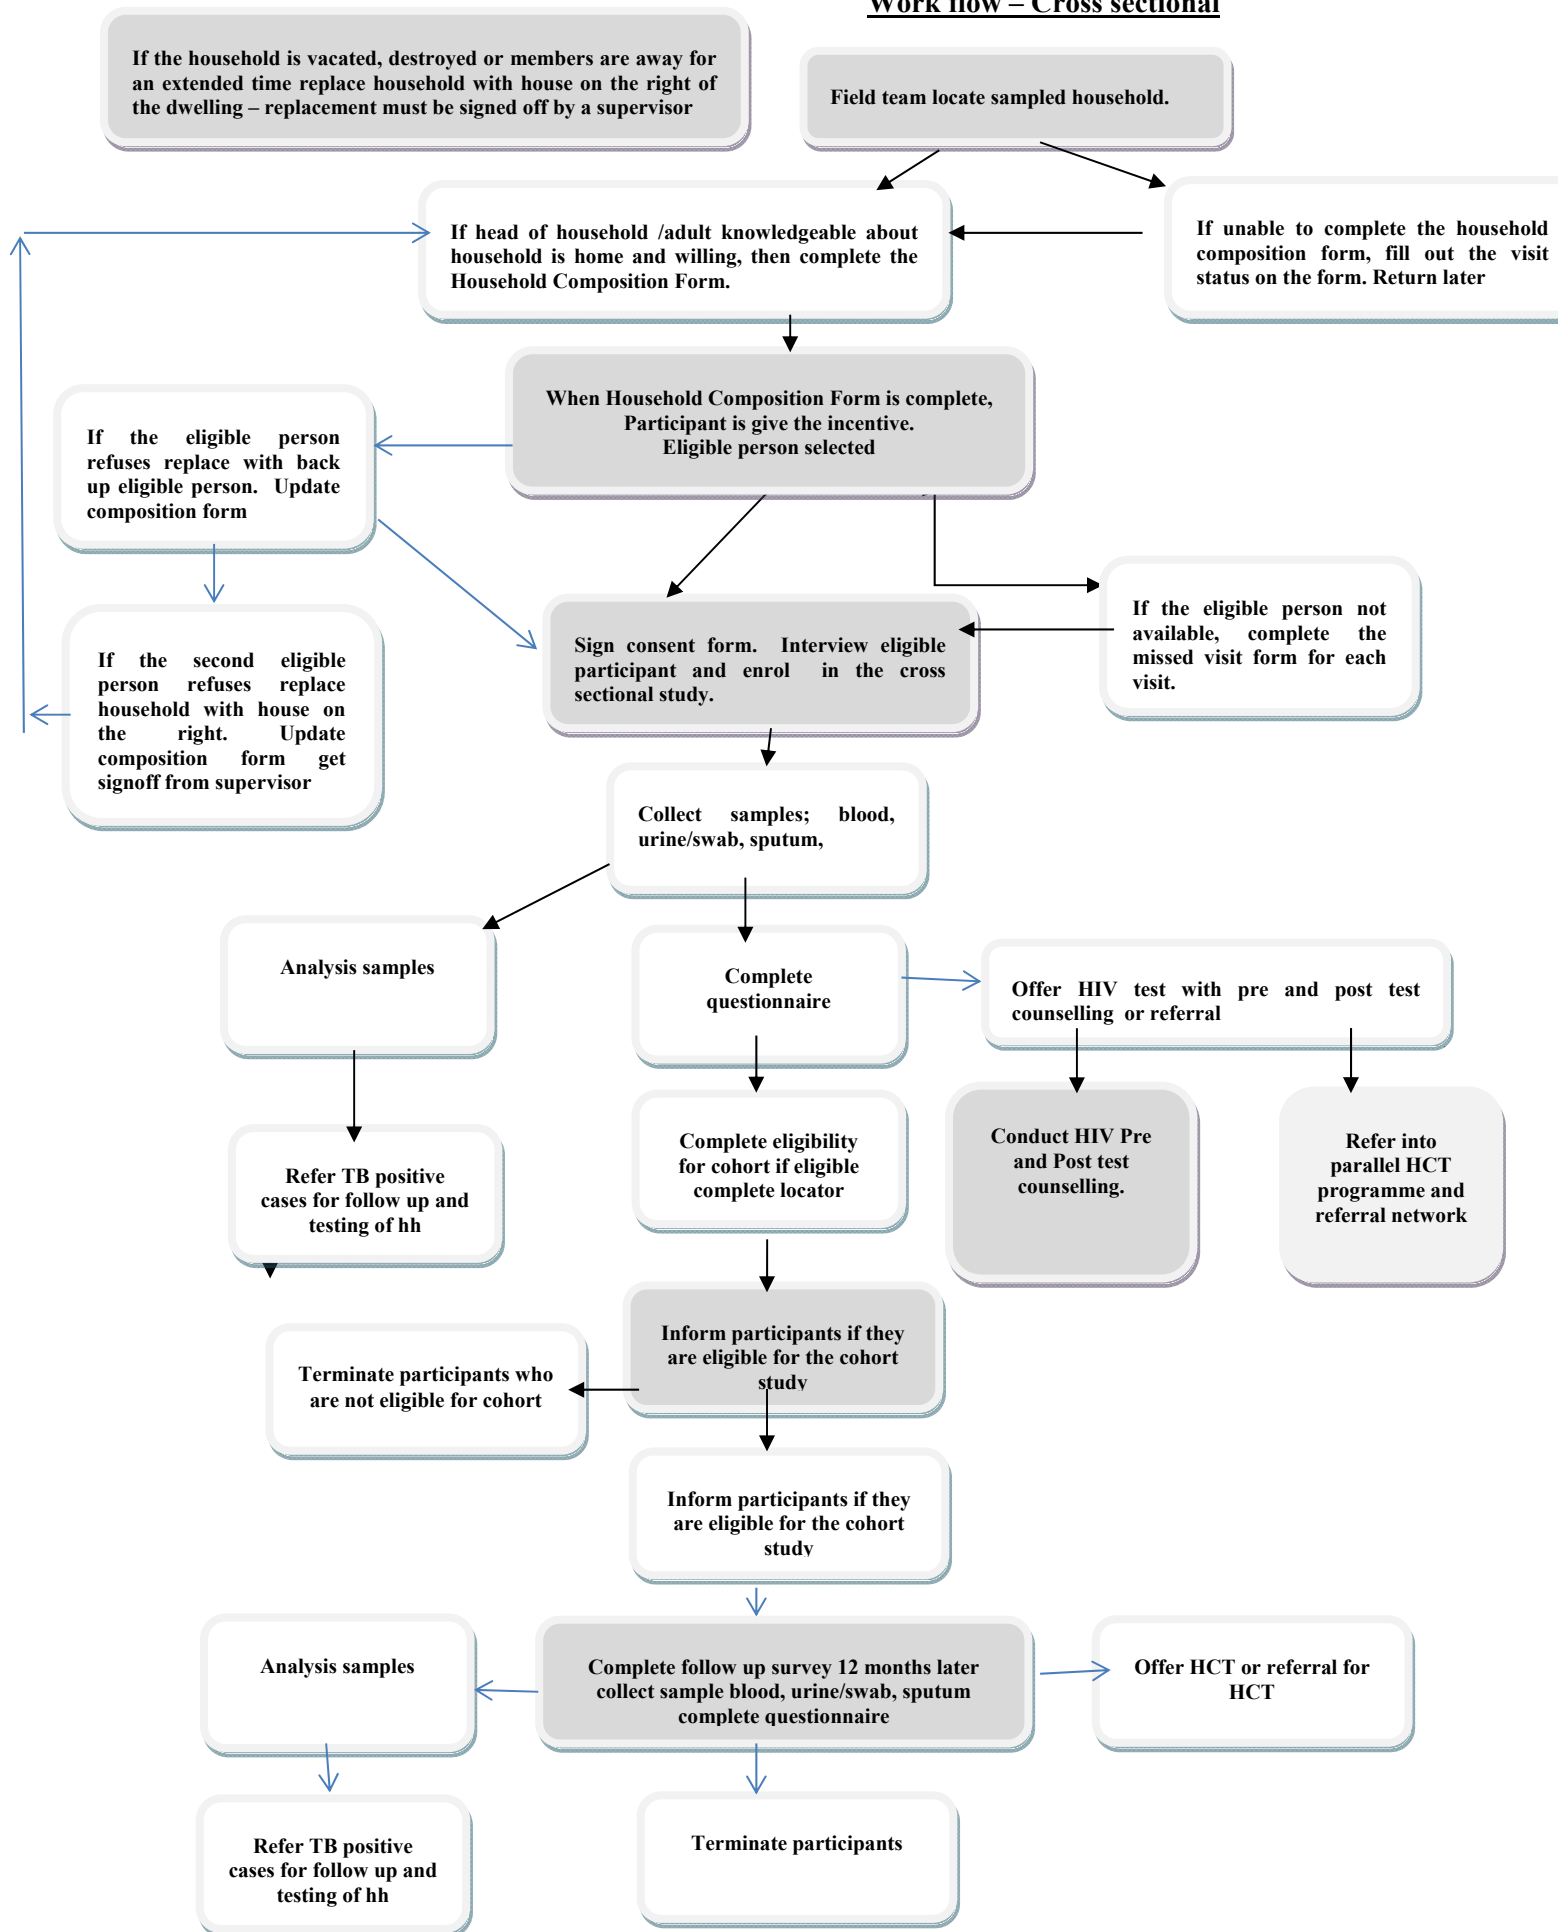 Work flow – Cross sectional
If the household is vacated, destroyed or members are away for
an extended time replace household with house on the right of
the dwelling – replacement must be signed off by a supervisor
Field team locate sampled household.
If head of household /adult knowledgeable about
household is home and willing, then complete the
Household Composition Form.
If unable to complete the household
composition form, fill out the visit
status on the form. Return later
When Household Composition Form is complete,
Participant is give the incentive.
Eligible person selected
If the eligible person
refuses replace with back
up eligible person. Update
composition form
If the eligible person not
available, complete the
missed visit form for each
visit.
Sign consent form. Interview eligible
participant and enrol in the cross
sectional study.
If the second eligible
person refuses replace
household with house on
the right. Update
composition form get
signoff from supervisor
Collect samples; blood,
urine/swab, sputum,
Analysis samples
Complete
questionnaire
Offer HIV test with pre and post test
counselling or referral
Refer TB positive
cases for follow up and
testing of hh
Complete eligibility
for cohort if eligible
complete locator
Conduct HIV Pre
and Post test
counselling.
Refer into
parallel HCT
programme and
referral network
Inform participants if they
are eligible for the cohort
study
Terminate participants who
are not eligible for cohort
Inform participants if they
are eligible for the cohort
study
Analysis samples
Complete follow up survey 12 months later
collect sample blood, urine/swab, sputum
complete questionnaire
Offer HCT or referral for
HCT
Refer TB positive
cases for follow up and
testing of hh
Terminate participants